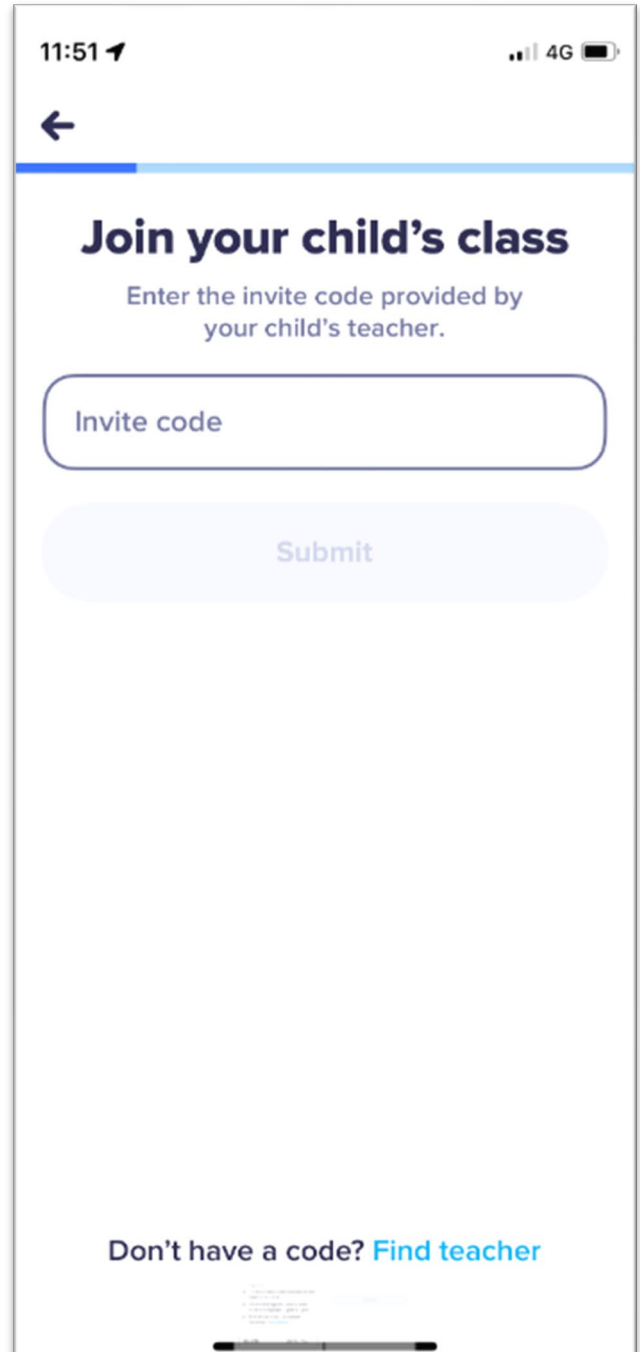 11:51
4G
Join your child’s class
Enter the invite code provided by
your child’s teacher.
Invite code
Submit
Don’t have a code? Find teacher